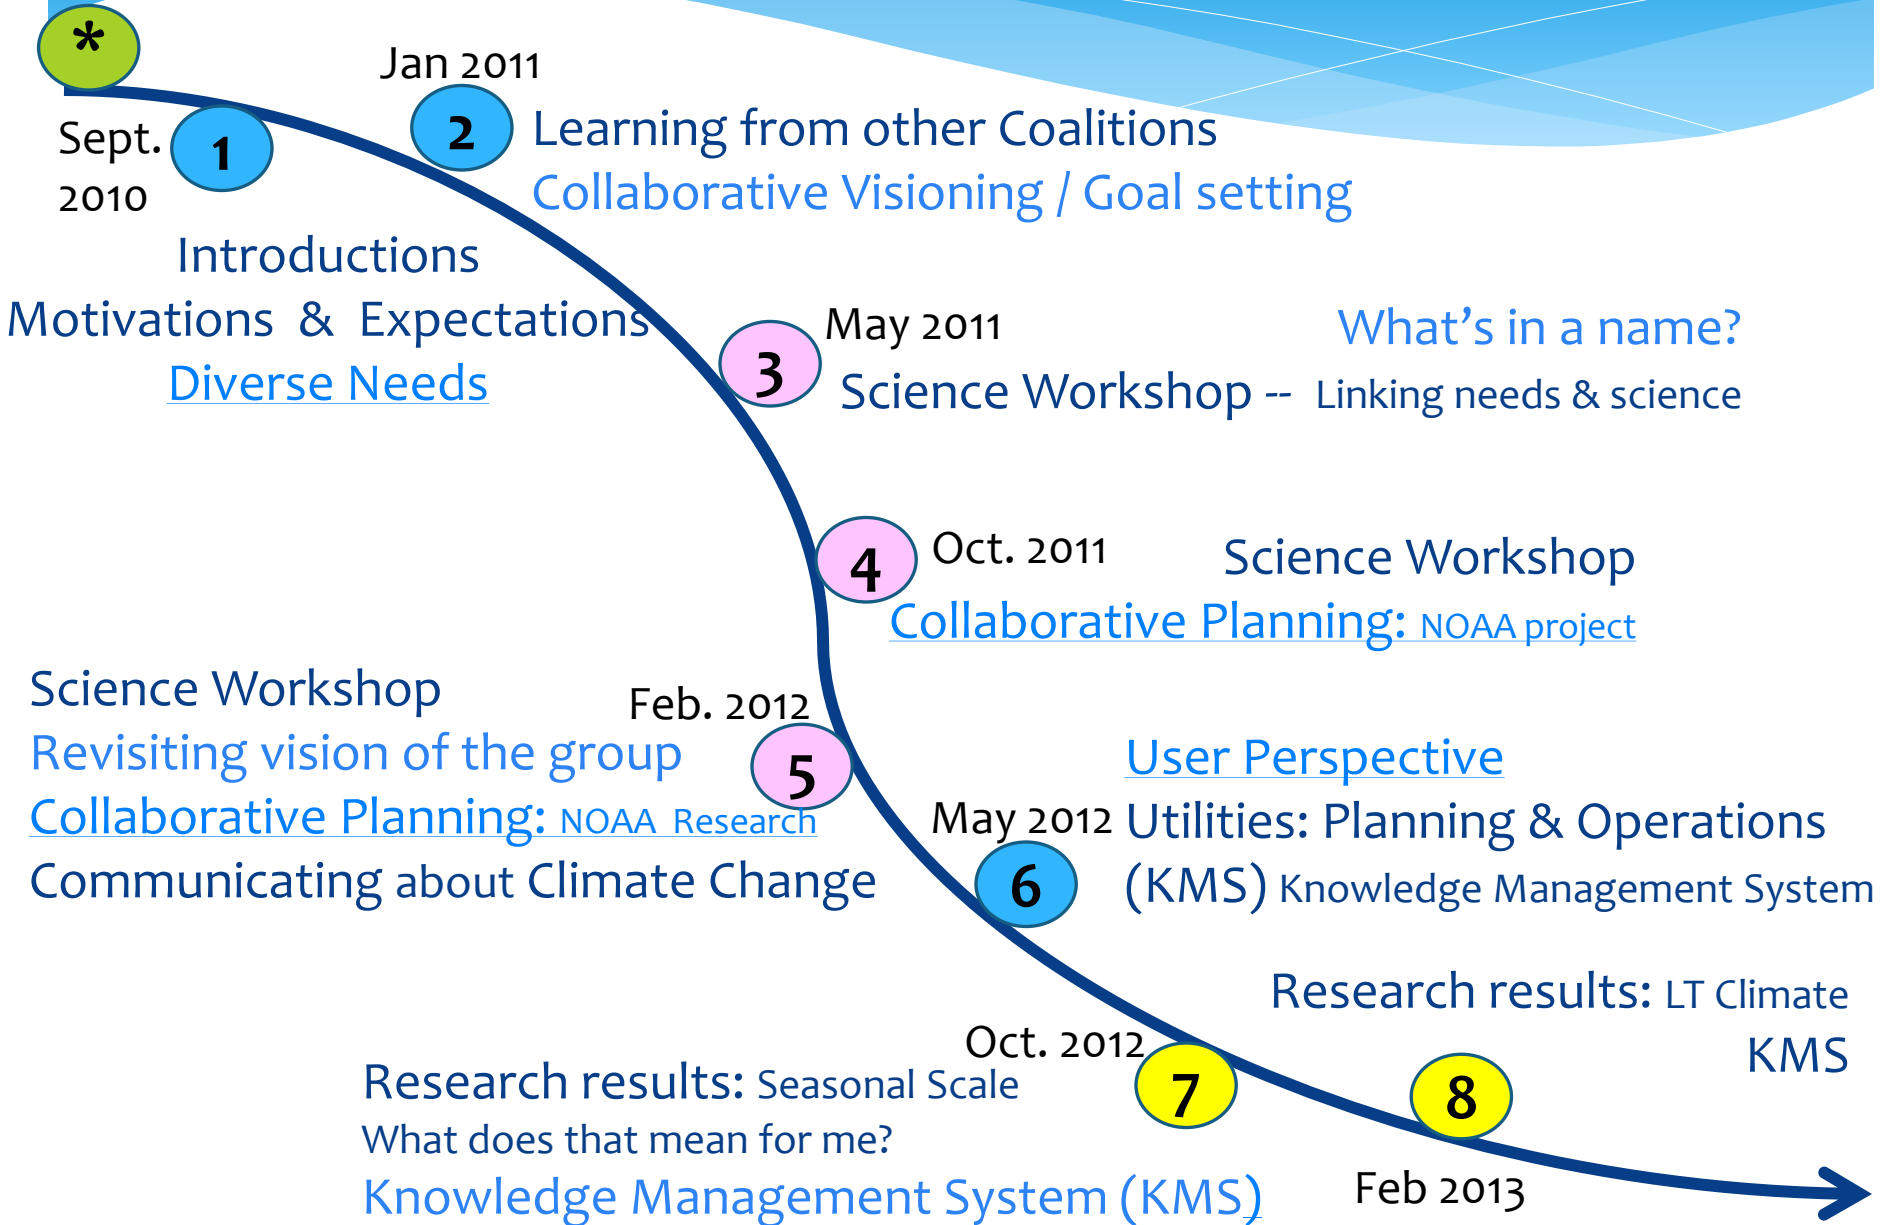 *
Sept.
2010
1
Introductions
Motivations & Expectations
Diverse Needs
Jan 2011
2
Learning from other Coalitions
Collaborative Visioning / Goal setting
3
May 2011
What’s in a name?
Science Workshop -- Linking needs & science
4
Oct. 2011
Science Workshop
Collaborative Planning: NOAA project
Feb. 2012
5
Science Workshop
Revisiting vision of the group
Collaborative Planning: NOAA Research
Communicating about Climate Change
May 2012
6
User Perspective
Utilities: Planning & Operations
(KMS) Knowledge Management System
Oct. 2012
7
Research results: Seasonal Scale
What does that mean for me?
Knowledge Management System (KMS)
8
Feb 2013
Research results: LT Climate
KMS